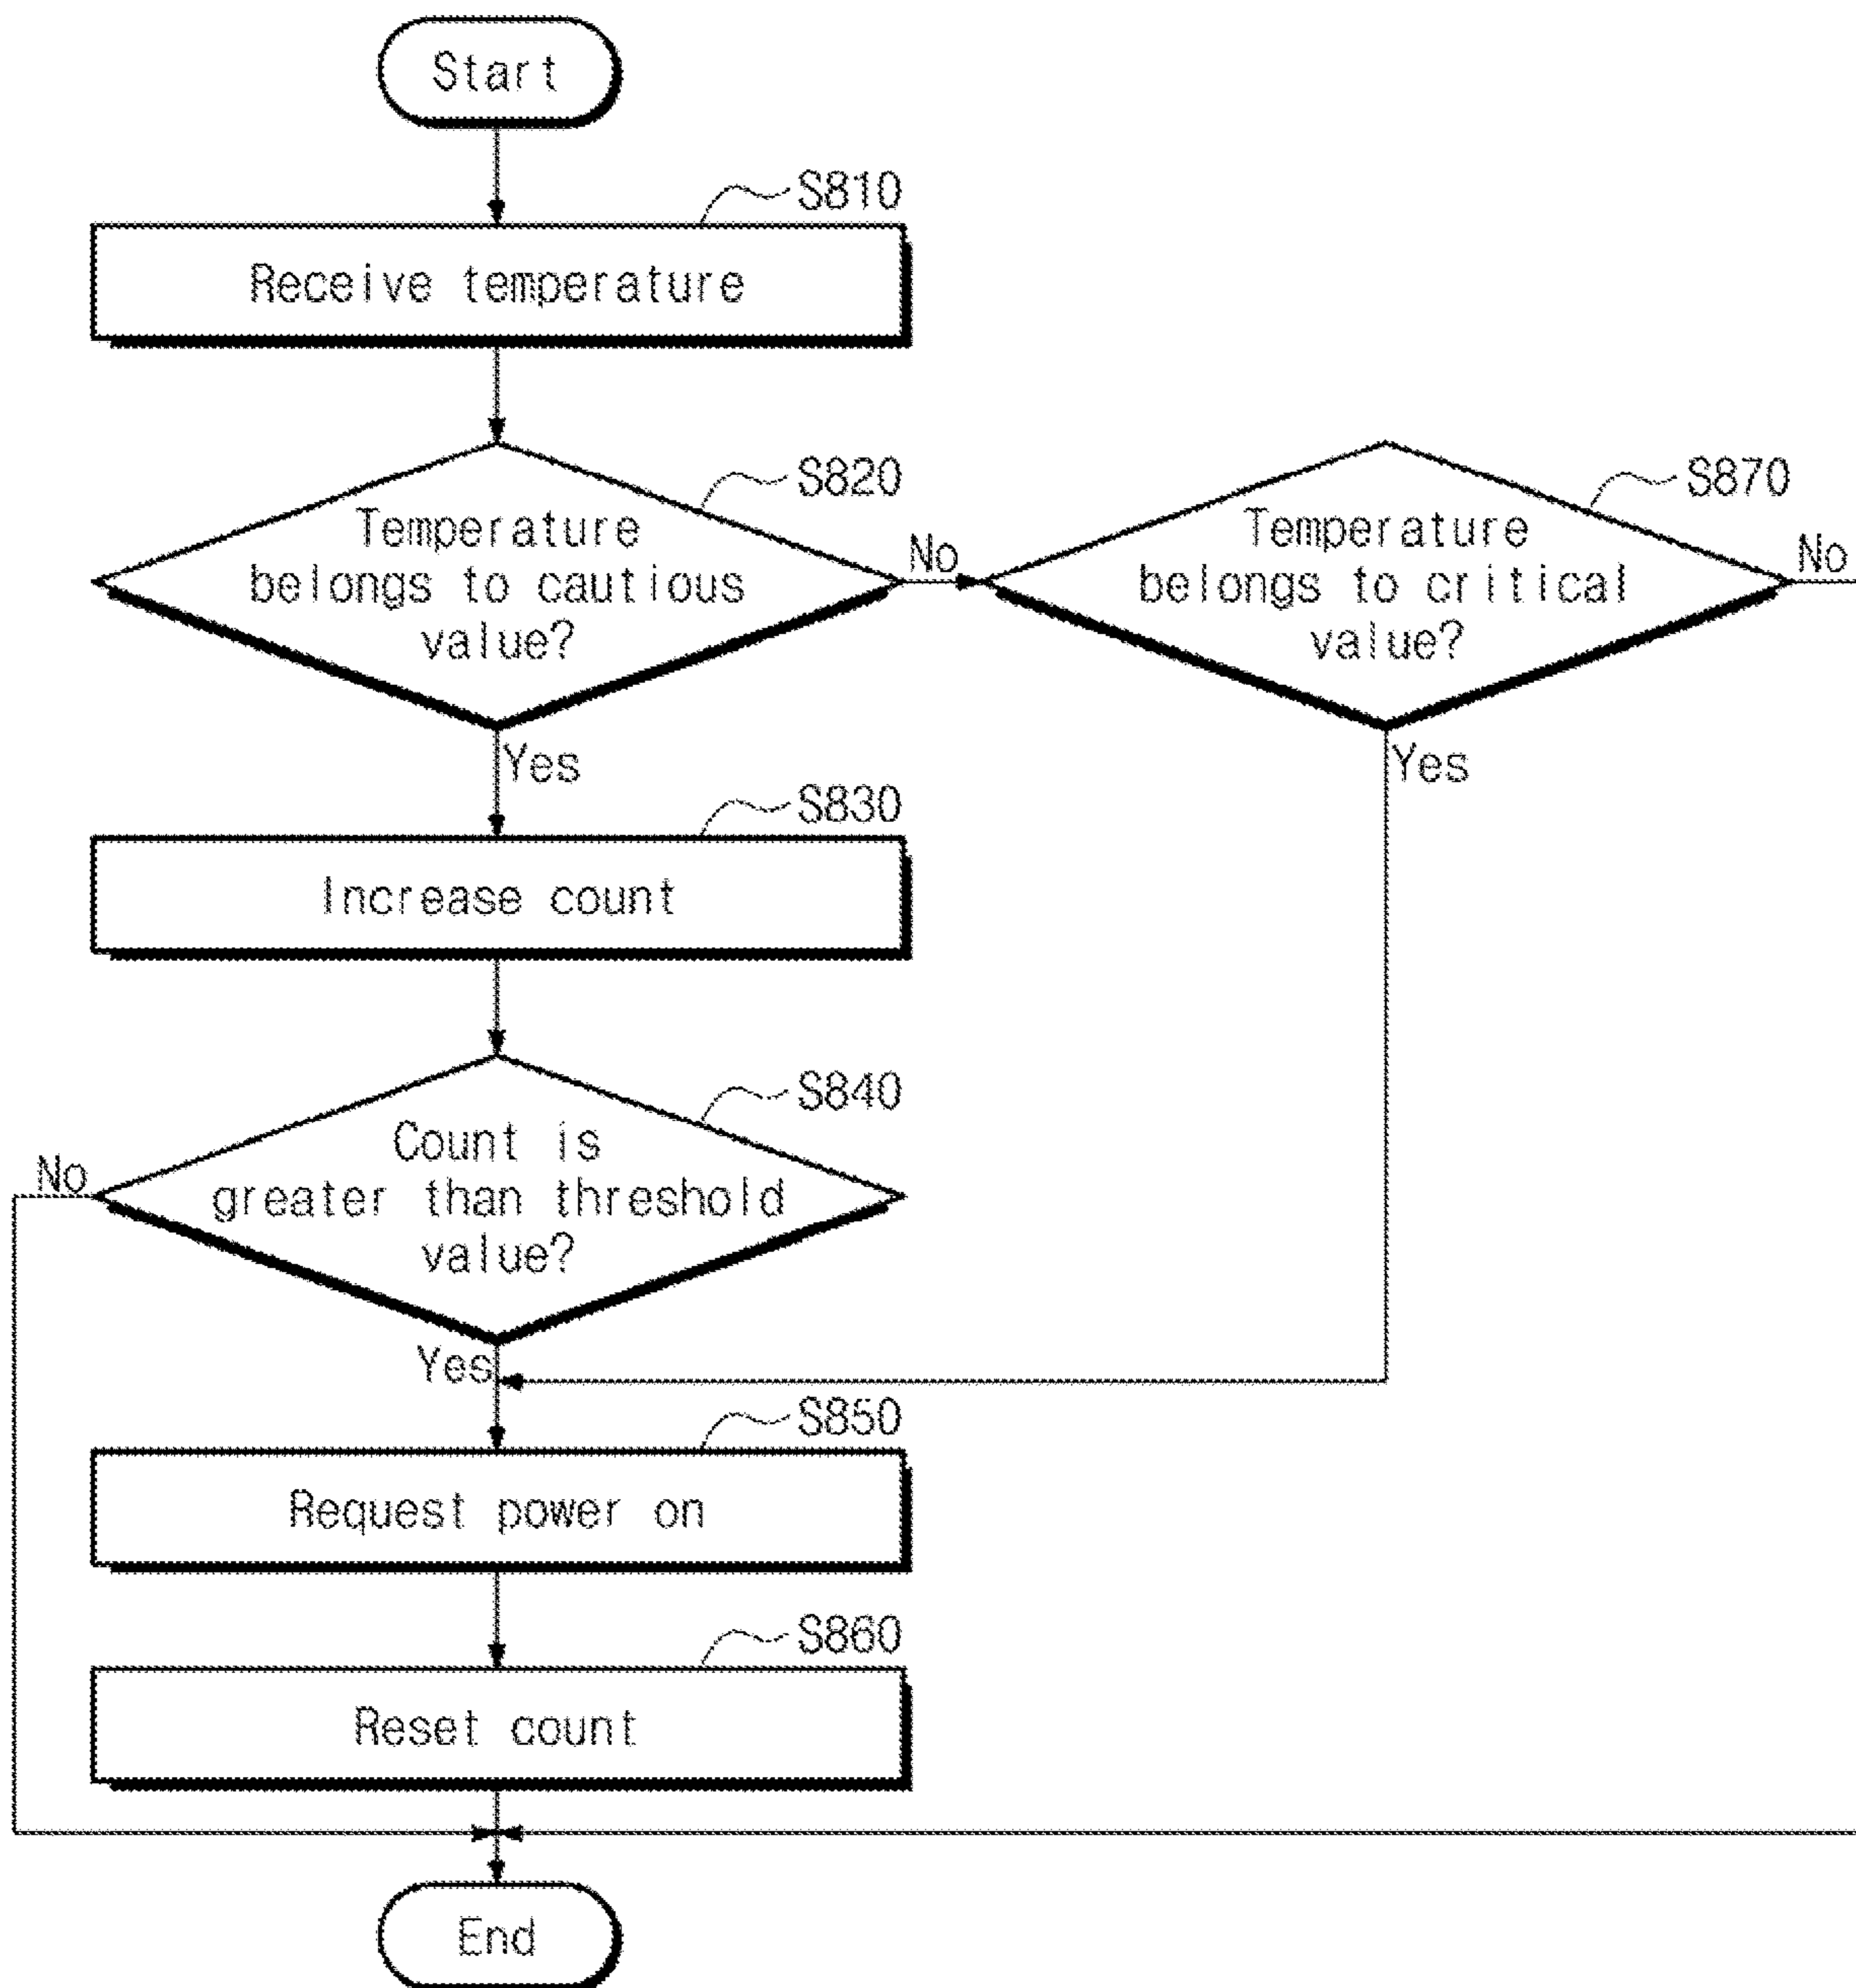 Start
S810
Receive temperature
S820
Temperature
belongs to cautious
value?
No
Yes
S870
Temperature
belongs to critical
value?
No
Yes
S830
Increase count
S840
Count is
greater than threshold
value?
No
Yes
S850
Request power on
S860
Reset count
End